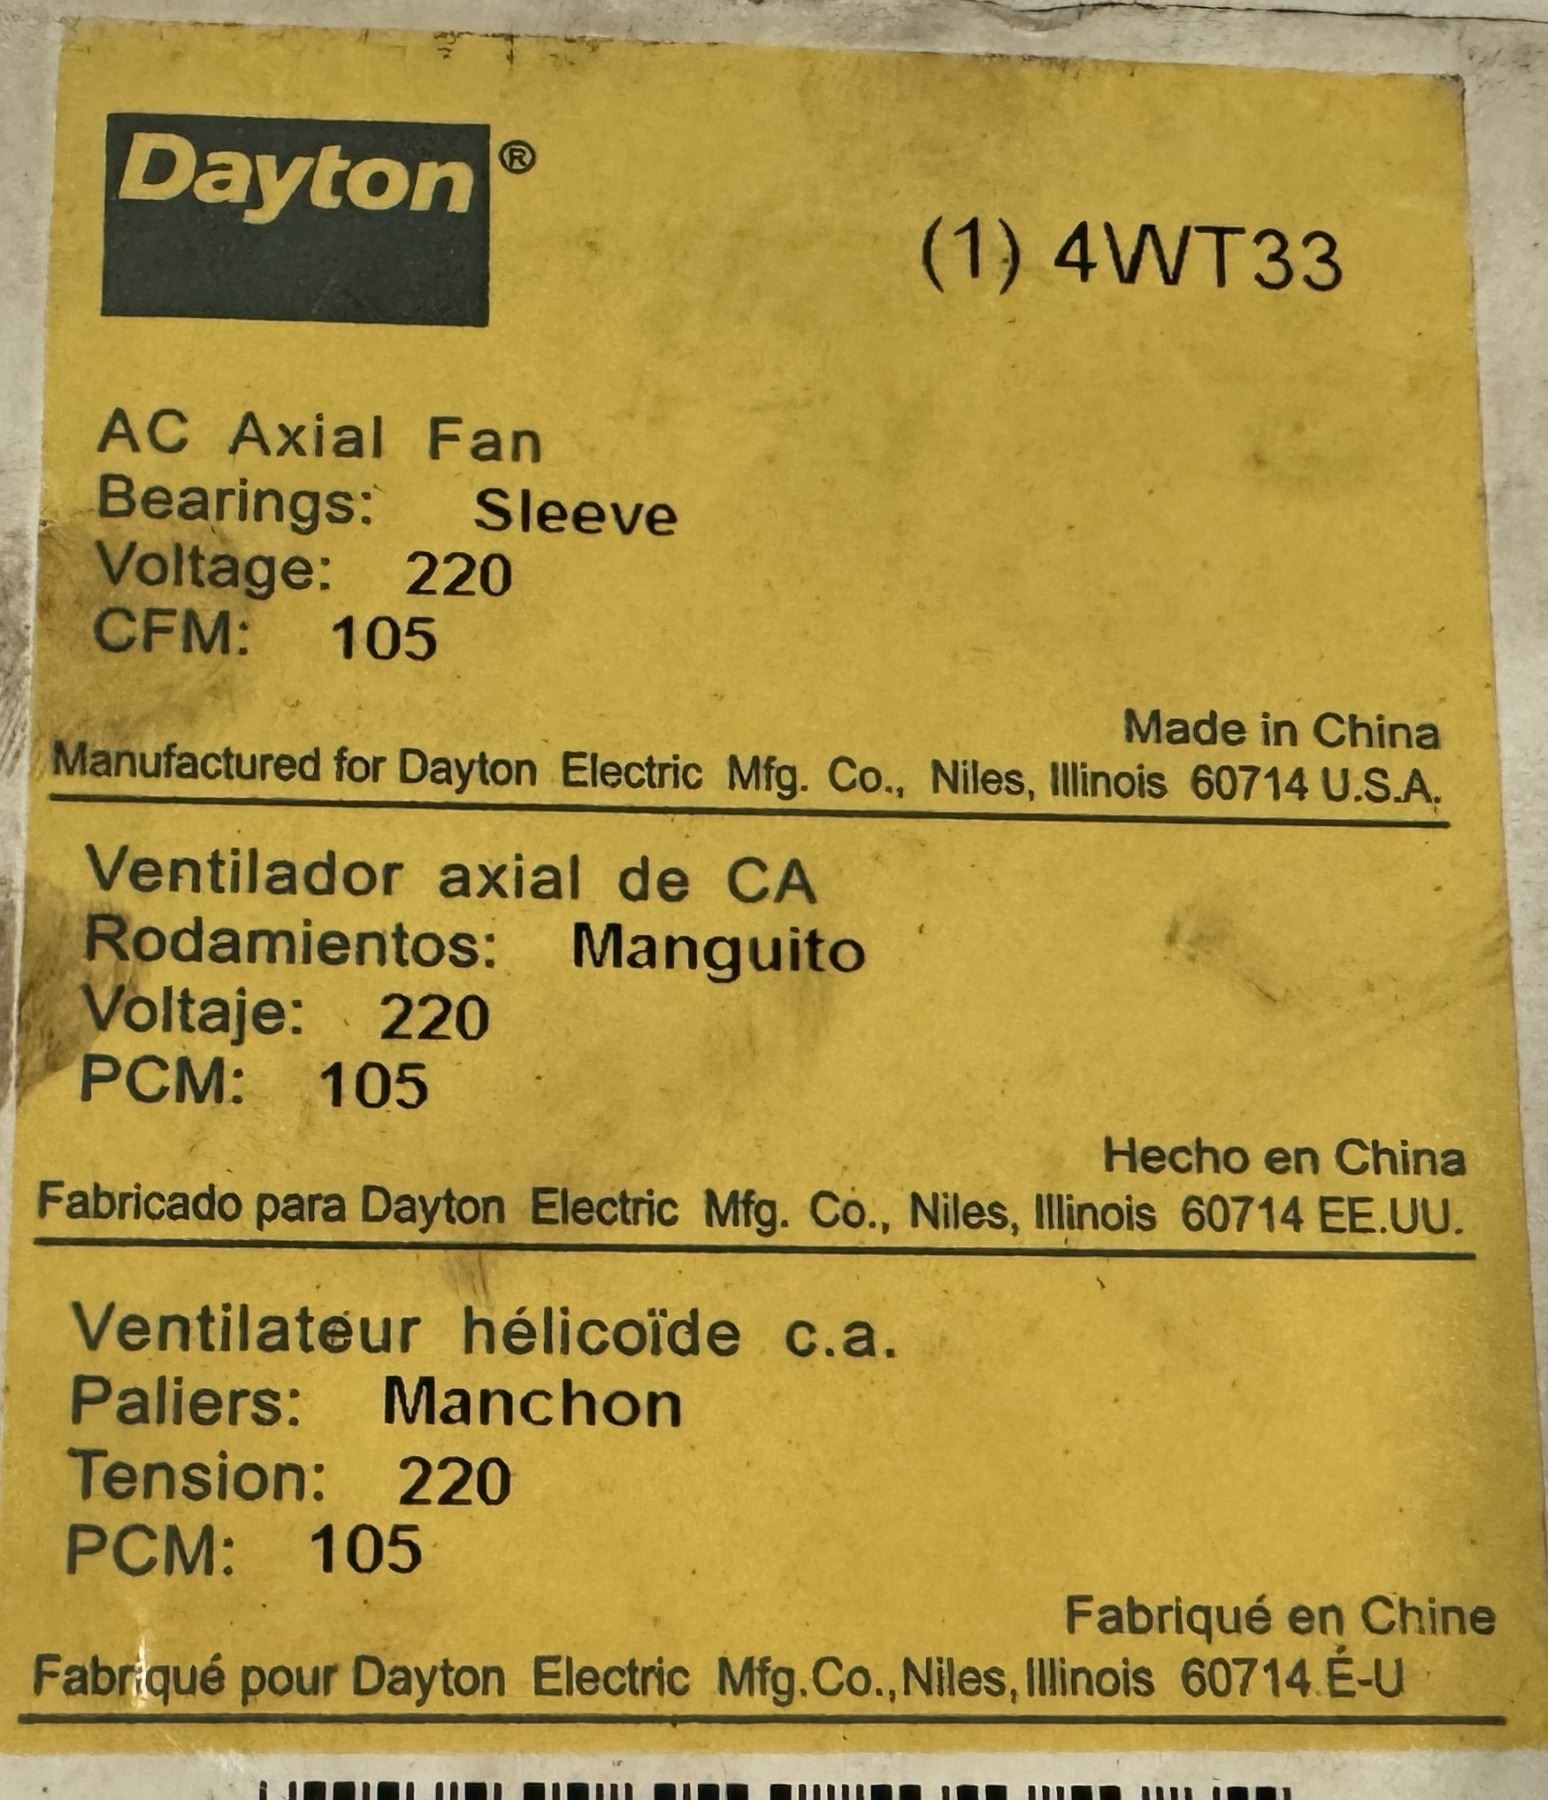 Dayton®
(1) 4WT33
AC Axial Fan
Bearings: Sleeve
Voltage: 220
CFM: 105
Made in China
Manufactured for Dayton Electric Mfg. Co., Niles, Illinois 60714 U.S.A.
Ventilador axial de CA
Rodamientos: Manguito
Voltaje: 220
PCM: 105
Hecho en China
Fabricado para Dayton Electric Mfg. Co., Niles, Illinois 60714 EE.UU.
Ventilateur hélicoïde c.a.
Paliers: Manchon
Tension: 220
PCM: 105
Fabriqué en Chine
Fabriqué pour Dayton Electric Mfg.Co., Niles, Illinois 60714 É-U